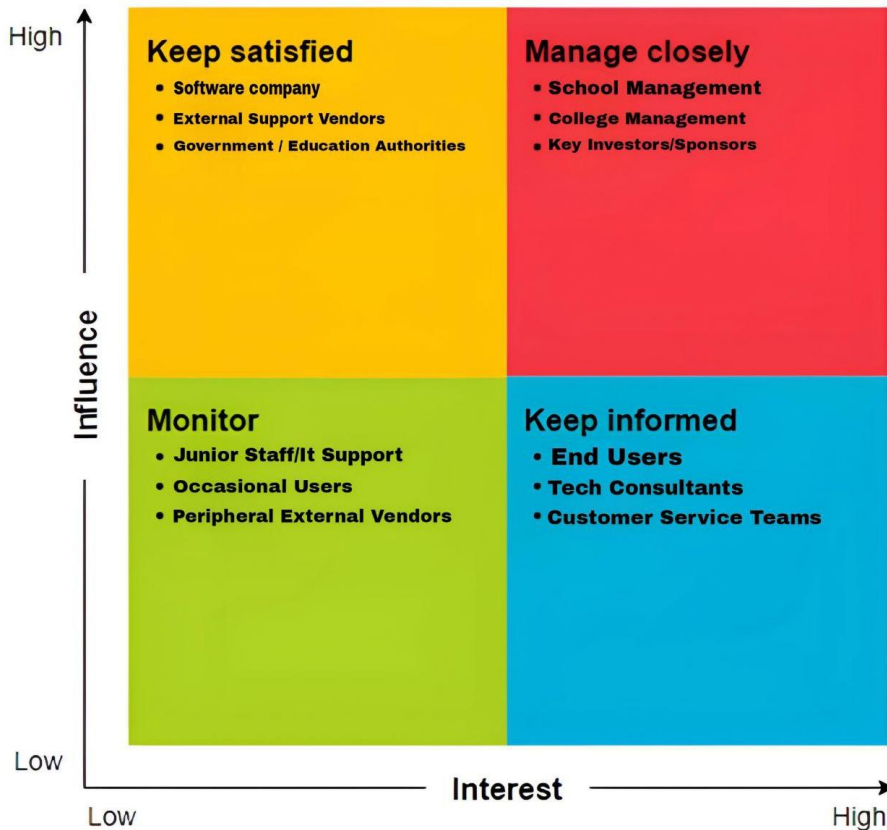 High
Keep satisfied
• Software company
• External Support Vendors
• Government / Education Authorities
Manage closely
• School Management
• College Management
• Key Investors/Sponsors
Influence
Monitor
• Junior Staff/It Support
• Occasional Users
• Peripheral External Vendors
Keep informed
• End Users
• Tech Consultants
• Customer Service Teams
Low
Interest
Low
High